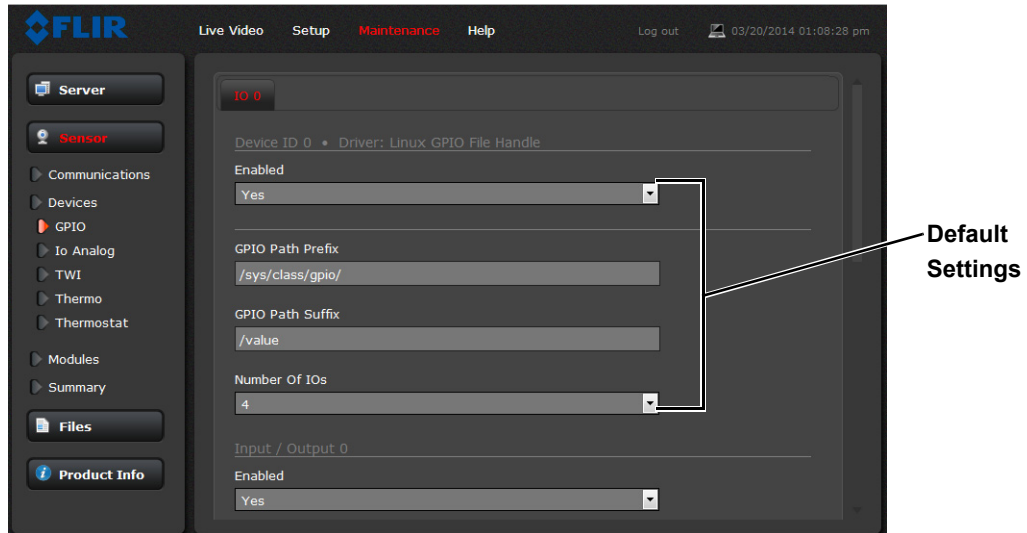 FLIR
Live Video Setup Maintenance Help Log out 03/20/2014 01:08:28 pm
Server
Sensor
Communications
Devices
GPIO
Io Analog
TWI
Thermo
Thermostat
Modules
Summary
Files
Product Info
IO 0
Device ID 0 • Driver: Linux GPIO File Handle
Enabled
Yes
GPIO Path Prefix
/sys/class/gpio/
GPIO Path Suffix
/value
Number Of IOs
4
Input / Output 0
Enabled
Yes
Default
Settings